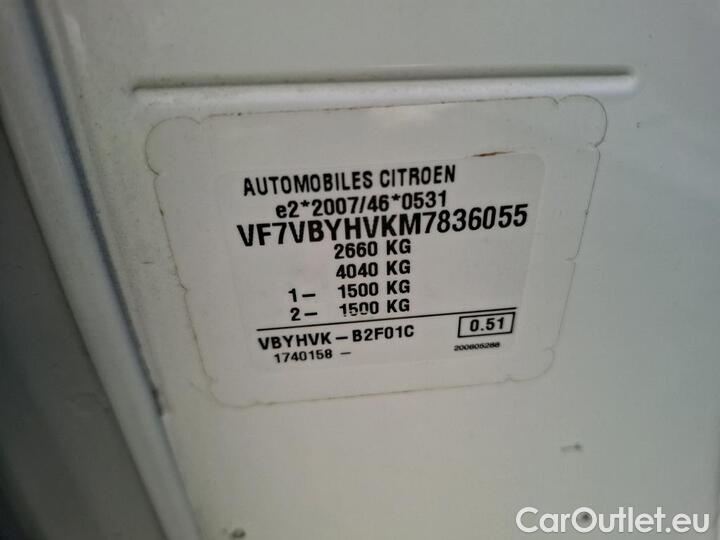 AUTOMOBILES CITROEN
e2*2007/46*0531
VF7VBYHVKM7836055
2660 KG
4040 KG
1– 1500 KG
2– 1500 KG
VBYHVK–B2F01C 0.51
1740158 – 200805288
CarOutlet.eu